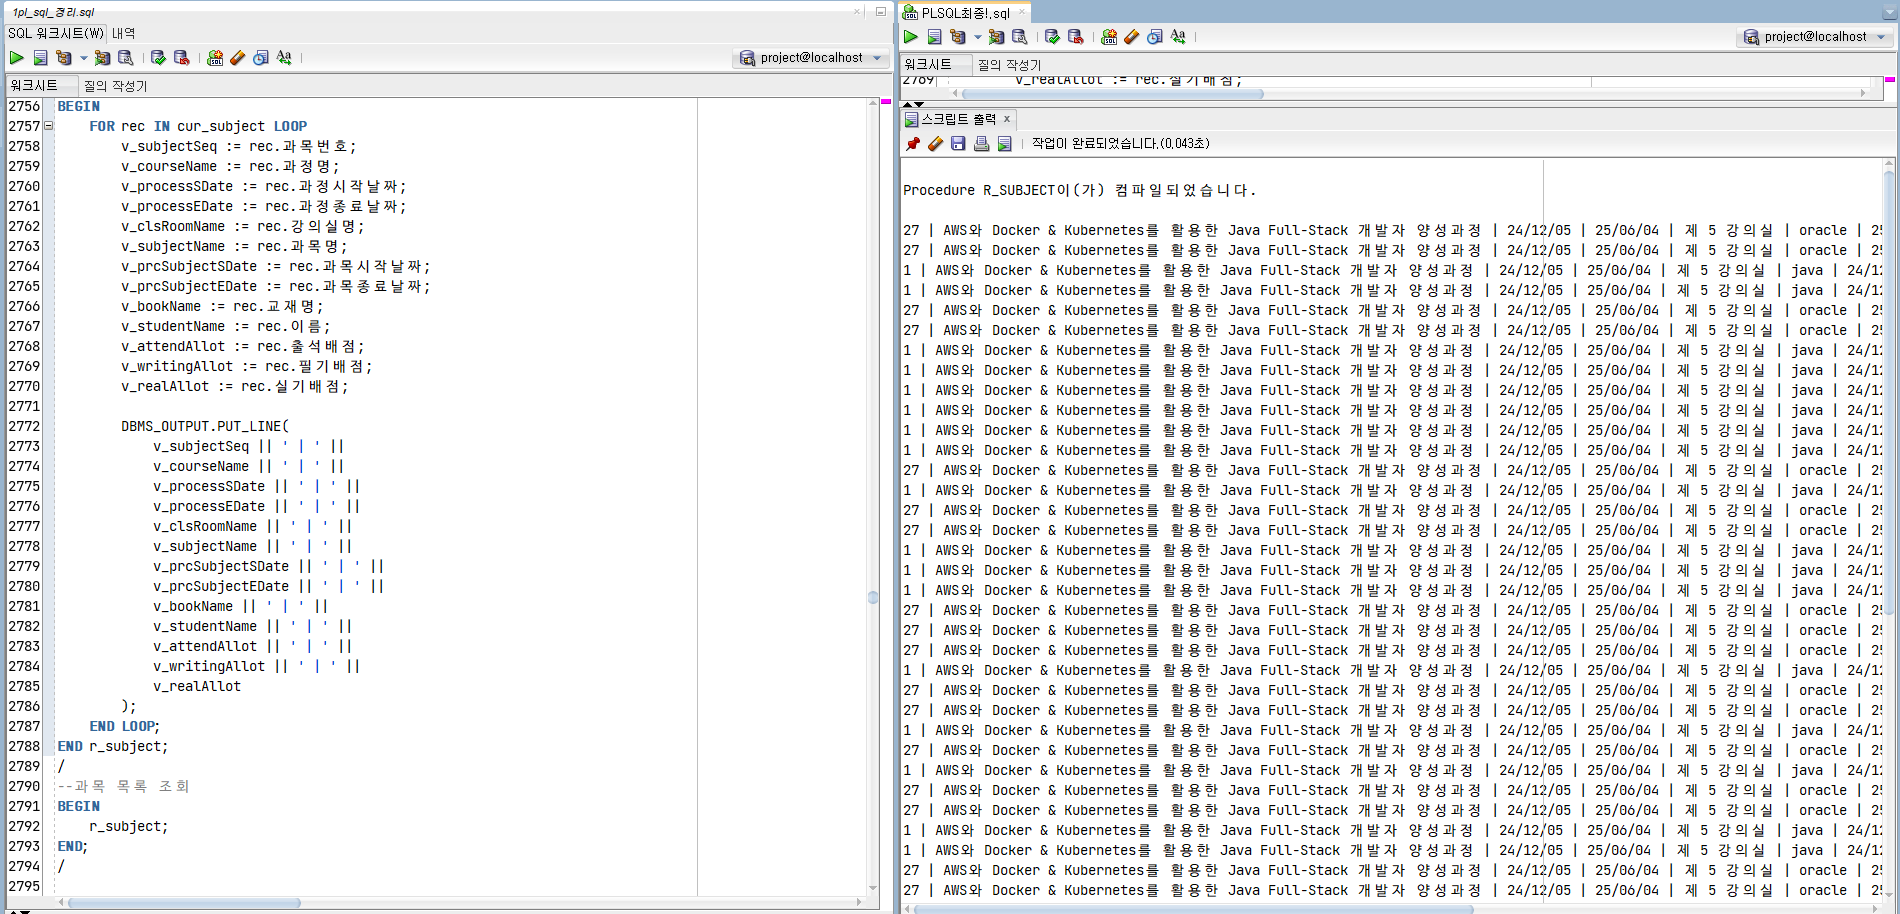 1pl_sql_정리.sql
SQL 워크시트(W) 내역
project@localhost
워크시트 질의 작성기
2756 BEGIN
2757 FOR rec IN cur_subject LOOP
2758 v_subjectSeq := rec.과목번호;
2759 v_courseName := rec.과정명;
2760 v_processSDate := rec.과정시작날짜;
2761 v_processEDate := rec.과정종료날짜;
2762 v_clsRoomName := rec.강의실명;
2763 v_subjectName := rec.과목명;
2764 v_prcSubjectSDate := rec.과목시작날짜;
2765 v_prcSubjectEDate := rec.과목종료날짜;
2766 v_bookName := rec.교재명;
2767 v_studentName := rec.이름;
2768 v_attendAllot := rec.출석배점;
2769 v_writingAllot := rec.필기배점;
2770 v_realAllot := rec.실기배점;
2771
2772 DBMS_OUTPUT.PUT_LINE(
2773 v_subjectSeq || ' | ' ||
2774 v_courseName || ' | ' ||
2775 v_processSDate || ' | ' ||
2776 v_processEDate || ' | ' ||
2777 v_clsRoomName || ' | ' ||
2778 v_subjectName || ' | ' ||
2779 v_prcSubjectSDate || ' | ' ||
2780 v_prcSubjectEDate || ' | ' ||
2781 v_bookName || ' | ' ||
2782 v_studentName || ' | ' ||
2783 v_attendAllot || ' | ' ||
2784 v_writingAllot || ' | ' ||
2785 v_realAllot
2786 );
2787 END LOOP;
2788 END r_subject;
2789 /
2790 --과목 목록 조회
2791 BEGIN
2792 r_subject;
2793 END;
2794 /
2795
PLSQL최종!.sql
project@localhost
워크시트 질의 작성기
2769 v_realAllot := rec.실기배점;
스크립트 출력 x
작업이 완료되었습니다.(0.043초)
Procedure R_SUBJECT이(가) 컴파일되었습니다.
27 | AWS와 Docker & Kubernetes를 활용한 Java Full-Stack 개발자 양성과정 | 24/12/05 | 25/06/04 | 제 5 강의실 | oracle | 25
27 | AWS와 Docker & Kubernetes를 활용한 Java Full-Stack 개발자 양성과정 | 24/12/05 | 25/06/04 | 제 5 강의실 | oracle | 25
1 | AWS와 Docker & Kubernetes를 활용한 Java Full-Stack 개발자 양성과정 | 24/12/05 | 25/06/04 | 제 5 강의실 | java | 24/12
1 | AWS와 Docker & Kubernetes를 활용한 Java Full-Stack 개발자 양성과정 | 24/12/05 | 25/06/04 | 제 5 강의실 | java | 24/12
27 | AWS와 Docker & Kubernetes를 활용한 Java Full-Stack 개발자 양성과정 | 24/12/05 | 25/06/04 | 제 5 강의실 | oracle | 25
27 | AWS와 Docker & Kubernetes를 활용한 Java Full-Stack 개발자 양성과정 | 24/12/05 | 25/06/04 | 제 5 강의실 | oracle | 25
1 | AWS와 Docker & Kubernetes를 활용한 Java Full-Stack 개발자 양성과정 | 24/12/05 | 25/06/04 | 제 5 강의실 | java | 24/12
1 | AWS와 Docker & Kubernetes를 활용한 Java Full-Stack 개발자 양성과정 | 24/12/05 | 25/06/04 | 제 5 강의실 | java | 24/12
1 | AWS와 Docker & Kubernetes를 활용한 Java Full-Stack 개발자 양성과정 | 24/12/05 | 25/06/04 | 제 5 강의실 | java | 24/12
1 | AWS와 Docker & Kubernetes를 활용한 Java Full-Stack 개발자 양성과정 | 24/12/05 | 25/06/04 | 제 5 강의실 | java | 24/12
1 | AWS와 Docker & Kubernetes를 활용한 Java Full-Stack 개발자 양성과정 | 24/12/05 | 25/06/04 | 제 5 강의실 | java | 24/12
1 | AWS와 Docker & Kubernetes를 활용한 Java Full-Stack 개발자 양성과정 | 24/12/05 | 25/06/04 | 제 5 강의실 | java | 24/12
27 | AWS와 Docker & Kubernetes를 활용한 Java Full-Stack 개발자 양성과정 | 24/12/05 | 25/06/04 | 제 5 강의실 | oracle | 25
1 | AWS와 Docker & Kubernetes를 활용한 Java Full-Stack 개발자 양성과정 | 24/12/05 | 25/06/04 | 제 5 강의실 | java | 24/12
27 | AWS와 Docker & Kubernetes를 활용한 Java Full-Stack 개발자 양성과정 | 24/12/05 | 25/06/04 | 제 5 강의실 | oracle | 25
27 | AWS와 Docker & Kubernetes를 활용한 Java Full-Stack 개발자 양성과정 | 24/12/05 | 25/06/04 | 제 5 강의실 | oracle | 25
1 | AWS와 Docker & Kubernetes를 활용한 Java Full-Stack 개발자 양성과정 | 24/12/05 | 25/06/04 | 제 5 강의실 | java | 24/12
1 | AWS와 Docker & Kubernetes를 활용한 Java Full-Stack 개발자 양성과정 | 24/12/05 | 25/06/04 | 제 5 강의실 | java | 24/12
1 | AWS와 Docker & Kubernetes를 활용한 Java Full-Stack 개발자 양성과정 | 24/12/05 | 25/06/04 | 제 5 강의실 | java | 24/12
27 | AWS와 Docker & Kubernetes를 활용한 Java Full-Stack 개발자 양성과정 | 24/12/05 | 25/06/04 | 제 5 강의실 | oracle | 25
27 | AWS와 Docker & Kubernetes를 활용한 Java Full-Stack 개발자 양성과정 | 24/12/05 | 25/06/04 | 제 5 강의실 | oracle | 25
27 | AWS와 Docker & Kubernetes를 활용한 Java Full-Stack 개발자 양성과정 | 24/12/05 | 25/06/04 | 제 5 강의실 | oracle | 25
1 | AWS와 Docker & Kubernetes를 활용한 Java Full-Stack 개발자 양성과정 | 24/12/05 | 25/06/04 | 제 5 강의실 | java | 24/12
27 | AWS와 Docker & Kubernetes를 활용한 Java Full-Stack 개발자 양성과정 | 24/12/05 | 25/06/04 | 제 5 강의실 | oracle | 25
27 | AWS와 Docker & Kubernetes를 활용한 Java Full-Stack 개발자 양성과정 | 24/12/05 | 25/06/04 | 제 5 강의실 | oracle | 25
1 | AWS와 Docker & Kubernetes를 활용한 Java Full-Stack 개발자 양성과정 | 24/12/05 | 25/06/04 | 제 5 강의실 | java | 24/12
27 | AWS와 Docker & Kubernetes를 활용한 Java Full-Stack 개발자 양성과정 | 24/12/05 | 25/06/04 | 제 5 강의실 | oracle | 25
1 | AWS와 Docker & Kubernetes를 활용한 Java Full-Stack 개발자 양성과정 | 24/12/05 | 25/06/04 | 제 5 강의실 | java | 24/12
27 | AWS와 Docker & Kubernetes를 활용한 Java Full-Stack 개발자 양성과정 | 24/12/05 | 25/06/04 | 제 5 강의실 | oracle | 25
27 | AWS와 Docker & Kubernetes를 활용한 Java Full-Stack 개발자 양성과정 | 24/12/05 | 25/06/04 | 제 5 강의실 | oracle | 25
1 | AWS와 Docker & Kubernetes를 활용한 Java Full-Stack 개발자 양성과정 | 24/12/05 | 25/06/04 | 제 5 강의실 | java | 24/12
1 | AWS와 Docker & Kubernetes를 활용한 Java Full-Stack 개발자 양성과정 | 24/12/05 | 25/06/04 | 제 5 강의실 | java | 24/12
27 | AWS와 Docker & Kubernetes를 활용한 Java Full-Stack 개발자 양성과정 | 24/12/05 | 25/06/04 | 제 5 강의실 | oracle | 25
27 | AWS와 Docker & Kubernetes를 활용한 Java Full-Stack 개발자 양성과정 | 24/12/05 | 25/06/04 | 제 5 강의실 | oracle | 25